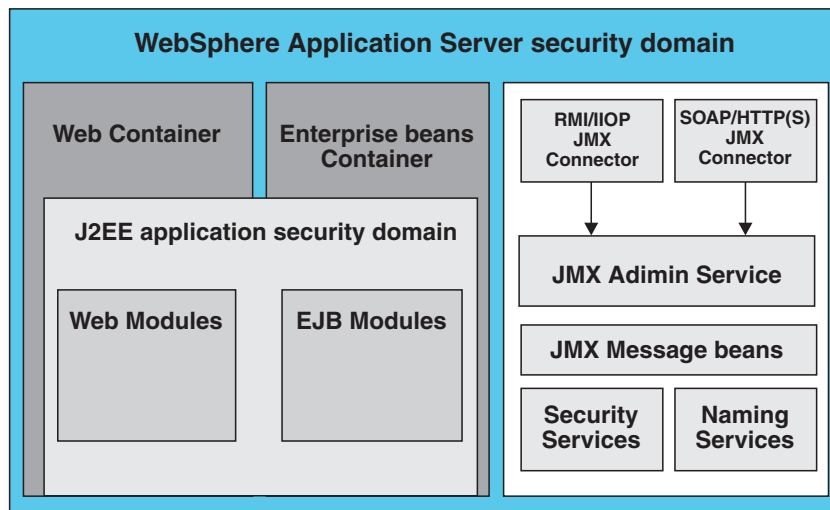 WebSphere Application Server security domain
Web Container
Enterprise beans
Container
J2EE application security domain
Web Modules
EJB Modules
RMI/IIOP
JMX
Connector
SOAP/HTTP(S)
JMX
Connector
JMX Adimin Service
JMX Message beans
Security
Services
Naming
Services